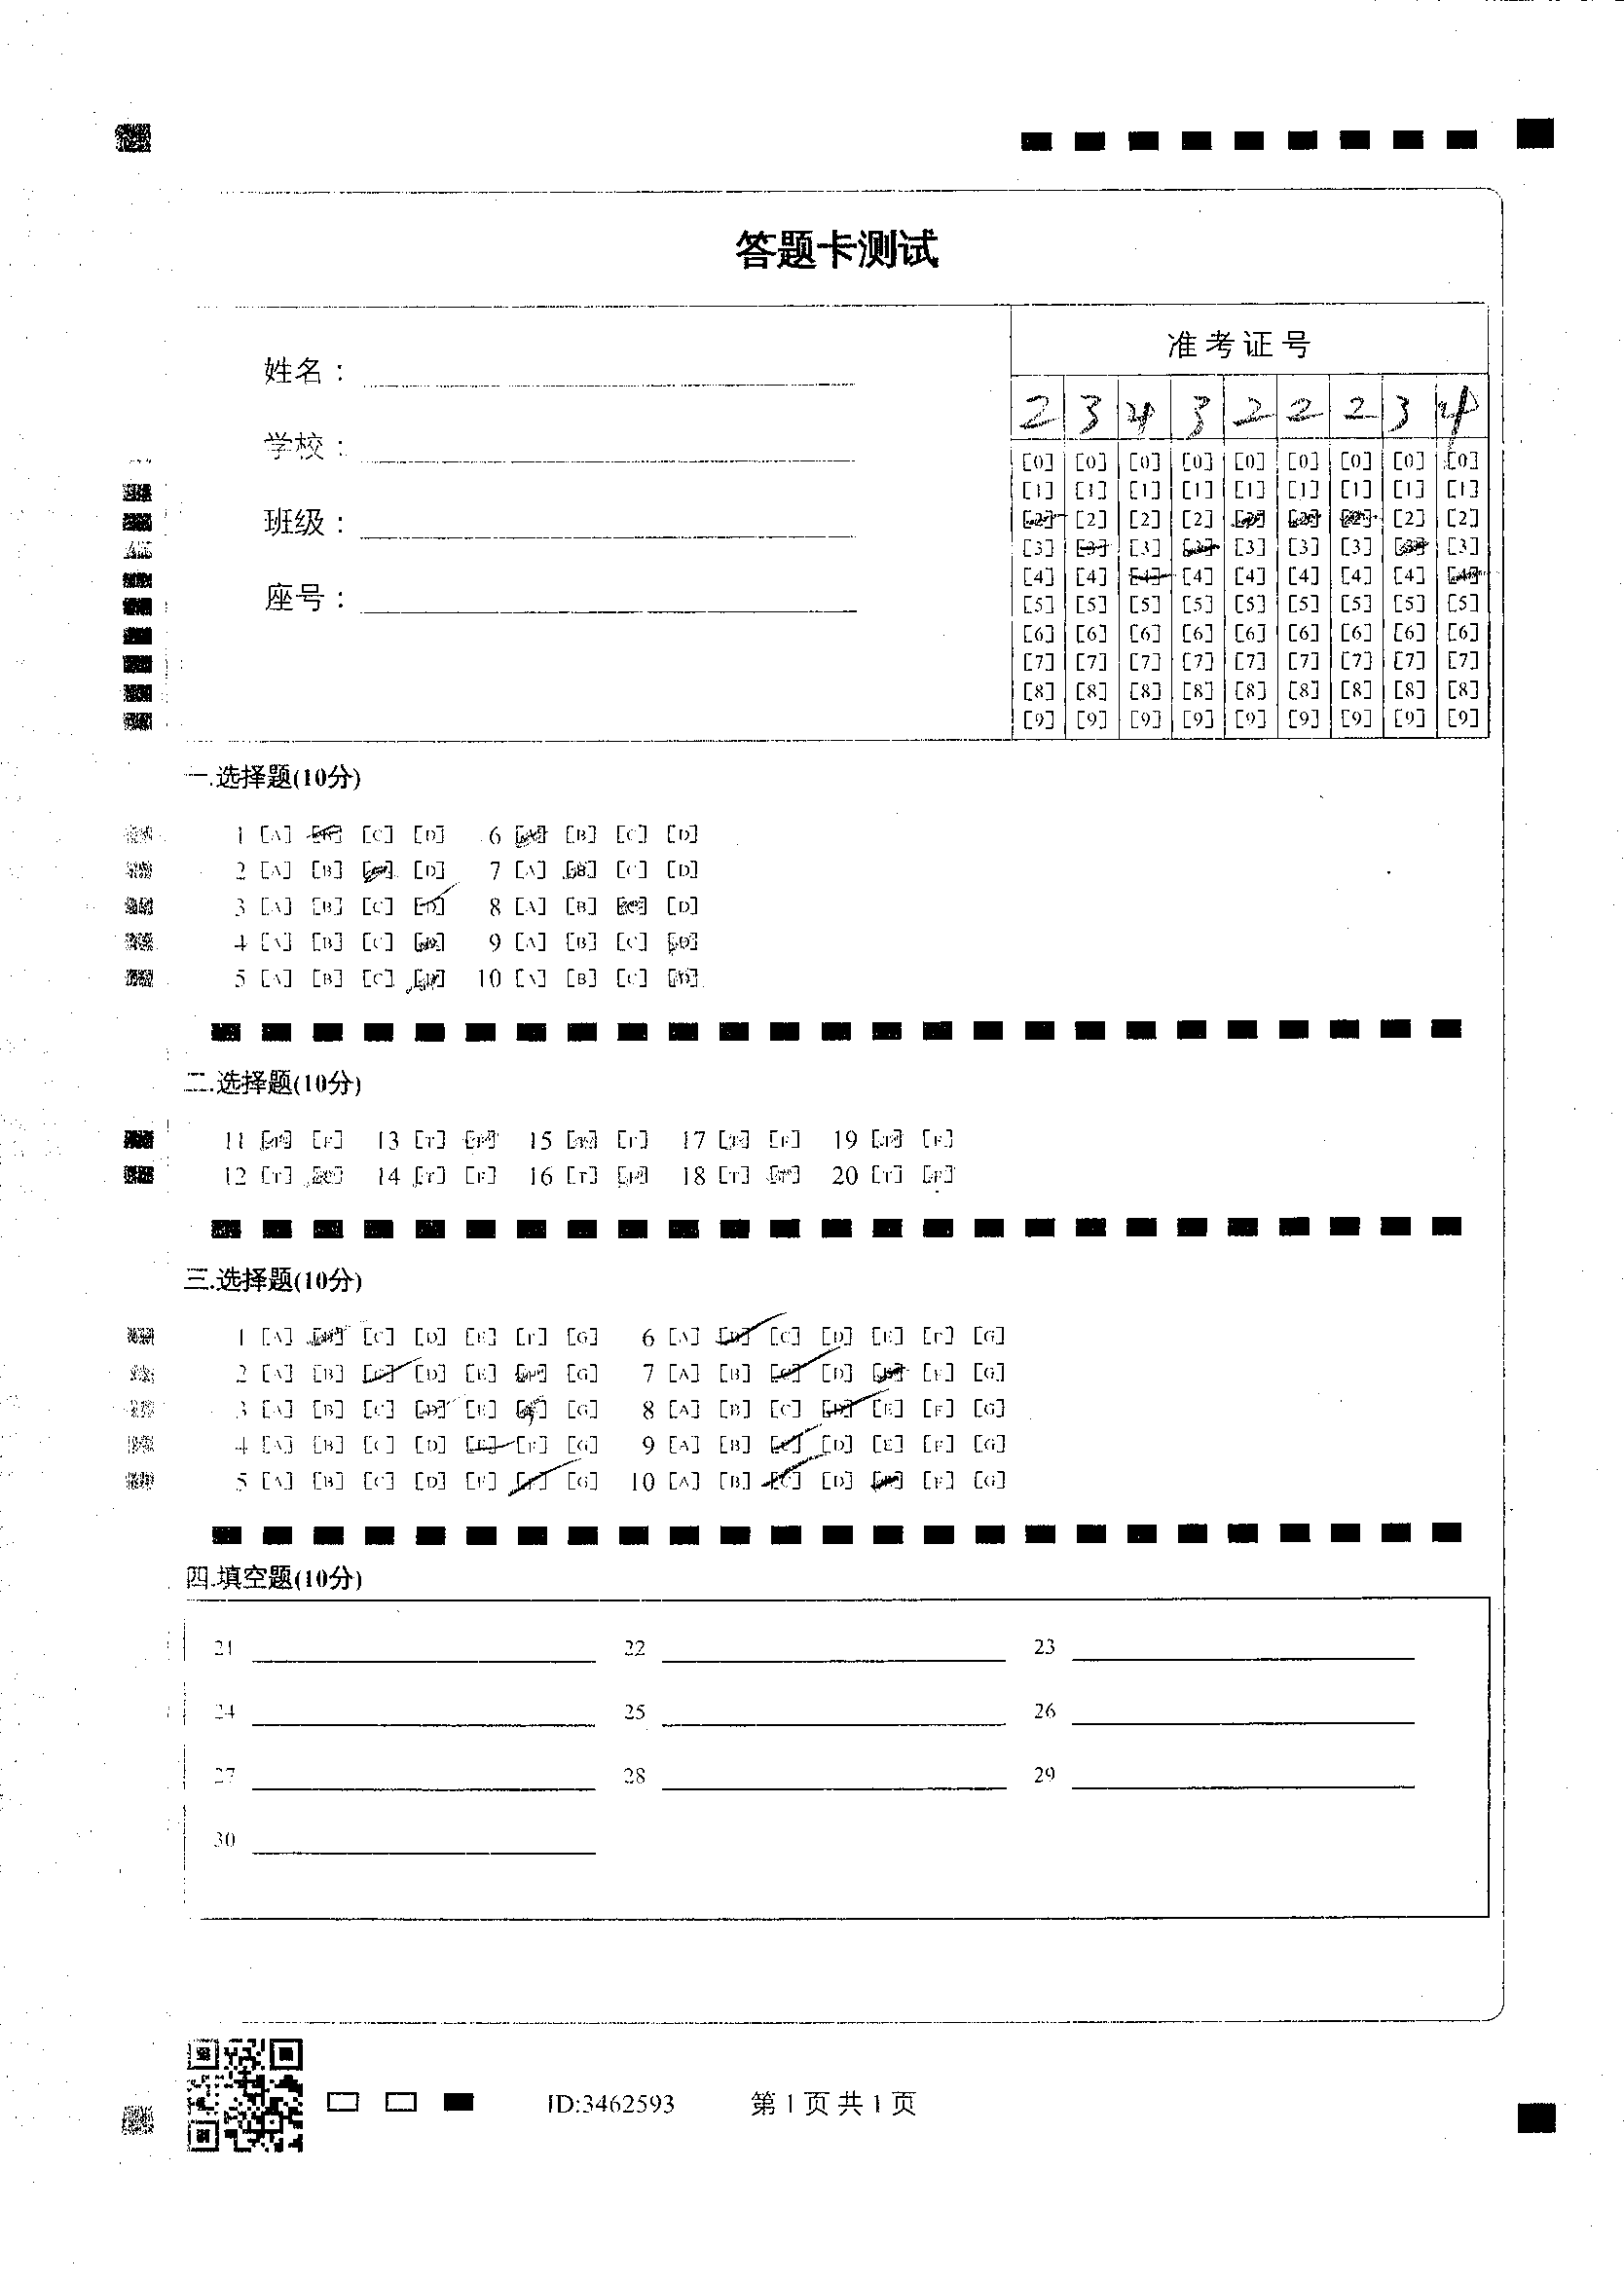 答题卡测试
准考证号
姓名：
学校：
班级：
座号：
2 3 4 3 2 2 2 3 4
[0] [0] [0] [0] [0] [0] [0] [0] [0]
[1] [1] [1] [1] [1] [1] [1] [1] [1]
[2] [2] [2] [2] [2] [2] [2] [2] [2]
[3] [3] [3] [3] [3] [3] [3] [3] [3]
[4] [4] [4] [4] [4] [4] [4] [4] [4]
[5] [5] [5] [5] [5] [5] [5] [5] [5]
[6] [6] [6] [6] [6] [6] [6] [6] [6]
[7] [7] [7] [7] [7] [7] [7] [7] [7]
[8] [8] [8] [8] [8] [8] [8] [8] [8]
[9] [9] [9] [9] [9] [9] [9] [9] [9]
一.选择题(10分)
1 [A] [B] [C] [D] 6 [A] [B] [C] [D]
2 [A] [B] [C] [D] 7 [A] [B] [C] [D]
3 [A] [B] [C] [D] 8 [A] [B] [C] [D]
4 [A] [B] [C] [D] 9 [A] [B] [C] [D]
5 [A] [B] [C] [D] 10 [A] [B] [C] [D]
二.选择题(10分)
11 [T] [F] 13 [T] [F] 15 [T] [F] 17 [T] [F] 19 [T] [F]
12 [T] [F] 14 [T] [F] 16 [T] [F] 18 [T] [F] 20 [T] [F]
三.选择题(10分)
1 [A] [B] [C] [D] [E] [F] [G] 6 [A] [B] [C] [D] [E] [F] [G]
2 [A] [B] [C] [D] [E] [F] [G] 7 [A] [B] [C] [D] [E] [F] [G]
3 [A] [B] [C] [D] [E] [F] [G] 8 [A] [B] [C] [D] [E] [F] [G]
4 [A] [B] [C] [D] [E] [F] [G] 9 [A] [B] [C] [D] [E] [F] [G]
5 [A] [B] [C] [D] [E] [F] [G] 10 [A] [B] [C] [D] [E] [F] [G]
四.填空题(10分)
21 22 23
24 25 26
27 28 29
30
ID:3462593 第1页共1页